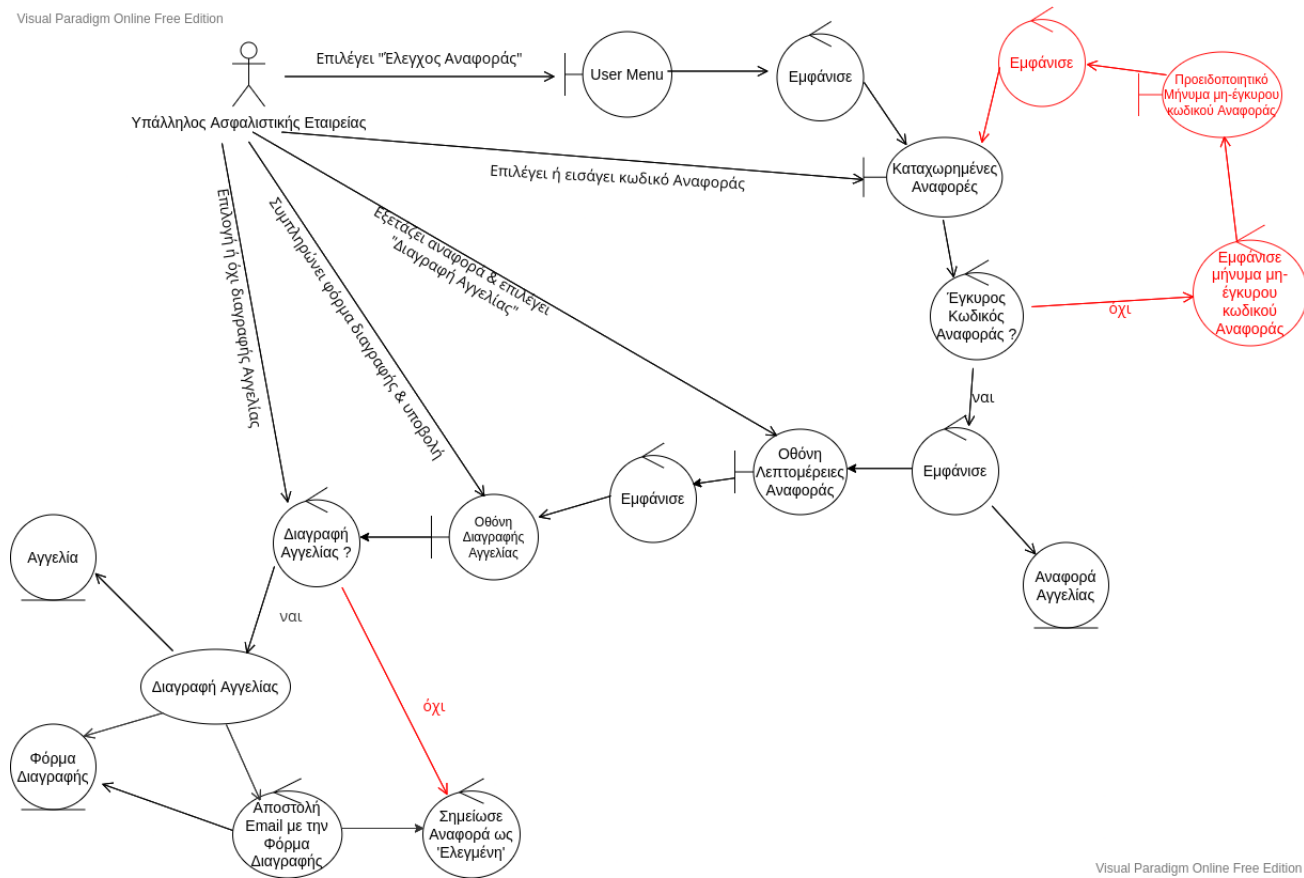 Visual Paradigm Online Free Edition
Επιλέγει "Έλεγχος Αναφοράς"
User Menu
Εμφάνισε
Εμφάνισε
Προειδοποιητικό
Μήνυμα μη-έγκυρου
κωδικού Αναφοράς
Υπάλληλος Ασφαλιστικής Εταιρείας
Επιλέγει ή εισάγει κωδικό Αναφοράς
Καταχωρημένες
Αναφορές
Επιλογή ή όχι διαγραφής Αγγελίας
Συμπληρώνει φόρμα διαγραφής & υποβολή
Εξετάζει αναφορά & επιλέγει
"Διαγραφή Αγγελίας"
Έγκυρος
Κωδικός
Αναφοράς ?
όχι
Εμφάνισε
μήνυμα μη-
έγκυρου
κωδικού
Αναφοράς
ναι
Οθόνη
Λεπτομέρειες
Αναφοράς
Εμφάνισε
Εμφάνισε
Οθόνη
Διαγραφής
Αγγελίας
Διαγραφή
Αγγελίας ?
Αγγελία
Αναφορά
Αγγελίας
ναι
Διαγραφή Αγγελίας
όχι
Φόρμα
Διαγραφής
Αποστολή
Email με την
Φόρμα
Διαγραφής
Σημείωσε
Αναφορά ως
'Ελεγμένη'
Visual Paradigm Online Free Edition